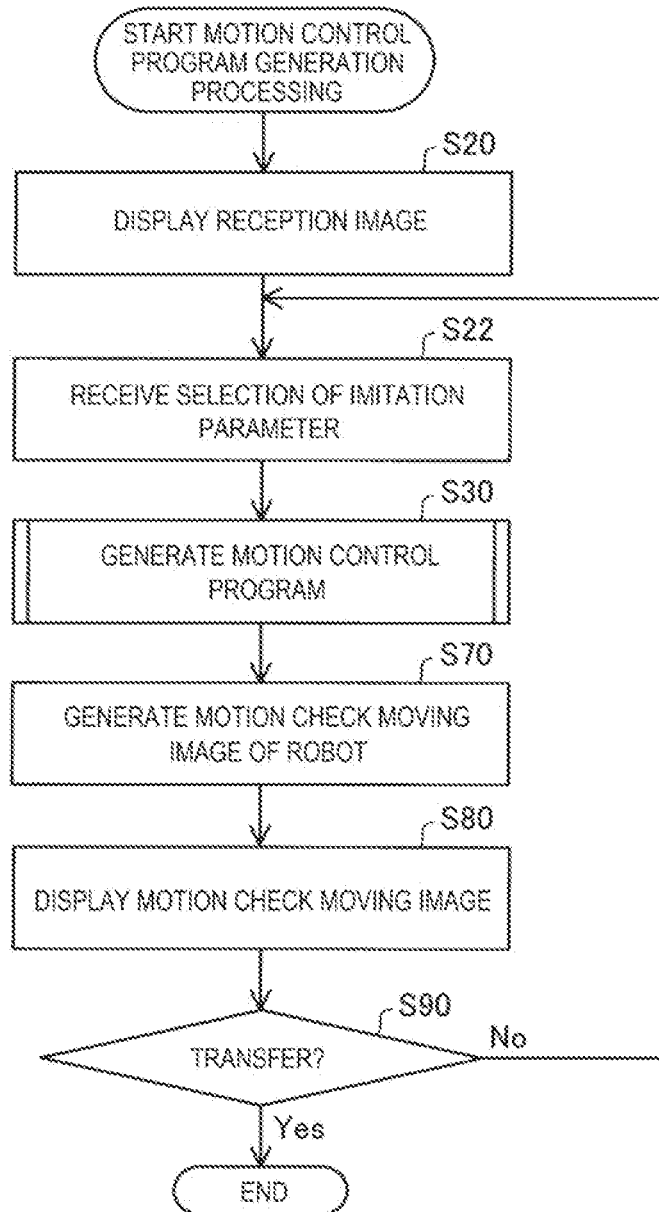 START MOTION CONTROL
PROGRAM GENERATION
PROCESSING
S20
DISPLAY RECEPTION IMAGE
S22
RECEIVE SELECTION OF IMITATION
PARAMETER
S30
GENERATE MOTION CONTROL
PROGRAM
S70
GENERATE MOTION CHECK MOVING
IMAGE OF ROBOT
S80
DISPLAY MOTION CHECK MOVING IMAGE
S90
TRANSFER?
No
Yes
END